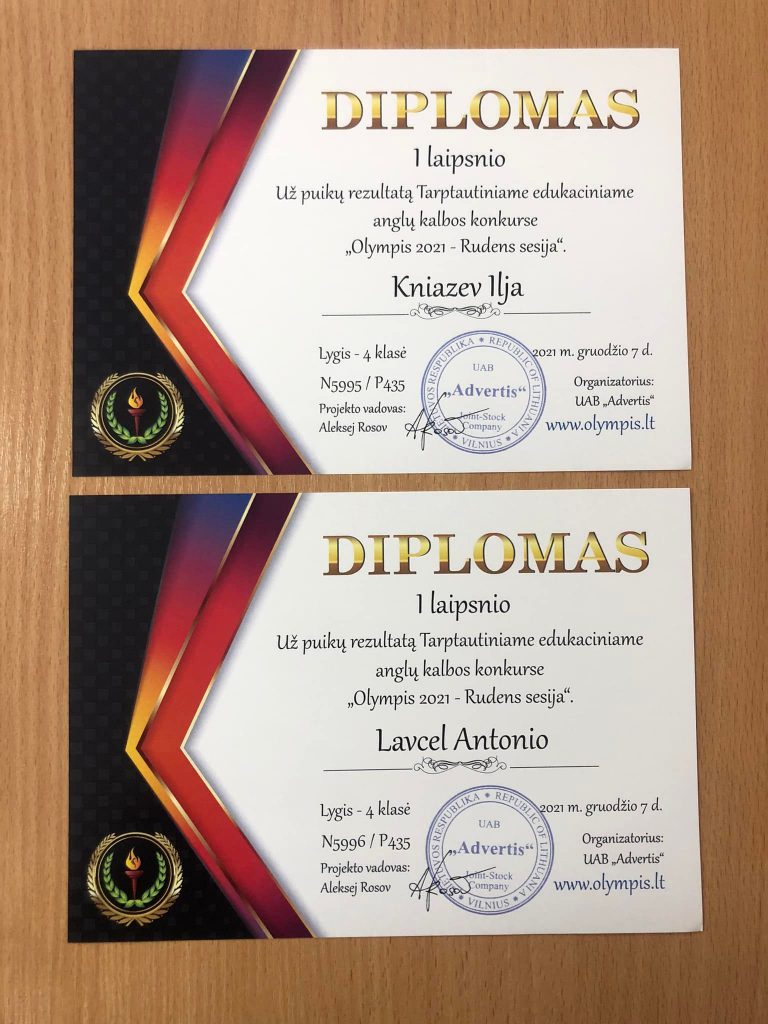 DIPLOMAS
I laipsnio
Už puikų rezultatą Tarptautiniame edukaciniame
anglų kalbos konkurse
„Olympis 2021 - Rudens sesija“.
Kniazev Ilja
Lygis - 4 klasė
N5995 / P435
Projekto vadovas:
Aleksej Rosov
LIETUVOS RESPUBLIKA * REPUBLIC OF LITHUANIA
UAB
„Advertis“
Joint-Stock
Company
* VILNIUS *
2021 m. gruodžio 7 d.
Organizatorius:
UAB „Advertis“
www.olympis.lt
DIPLOMAS
I laipsnio
Už puikų rezultatą Tarptautiniame edukaciniame
anglų kalbos konkurse
„Olympis 2021 - Rudens sesija“.
Lavcel Antonio
Lygis - 4 klasė
N5996 / P435
Projekto vadovas:
Aleksej Rosov
LIETUVOS RESPUBLIKA * REPUBLIC OF LITHUANIA
UAB
„Advertis“
Joint-Stock
Company
* VILNIUS *
2021 m. gruodžio 7 d.
Organizatorius:
UAB „Advertis“
www.olympis.lt